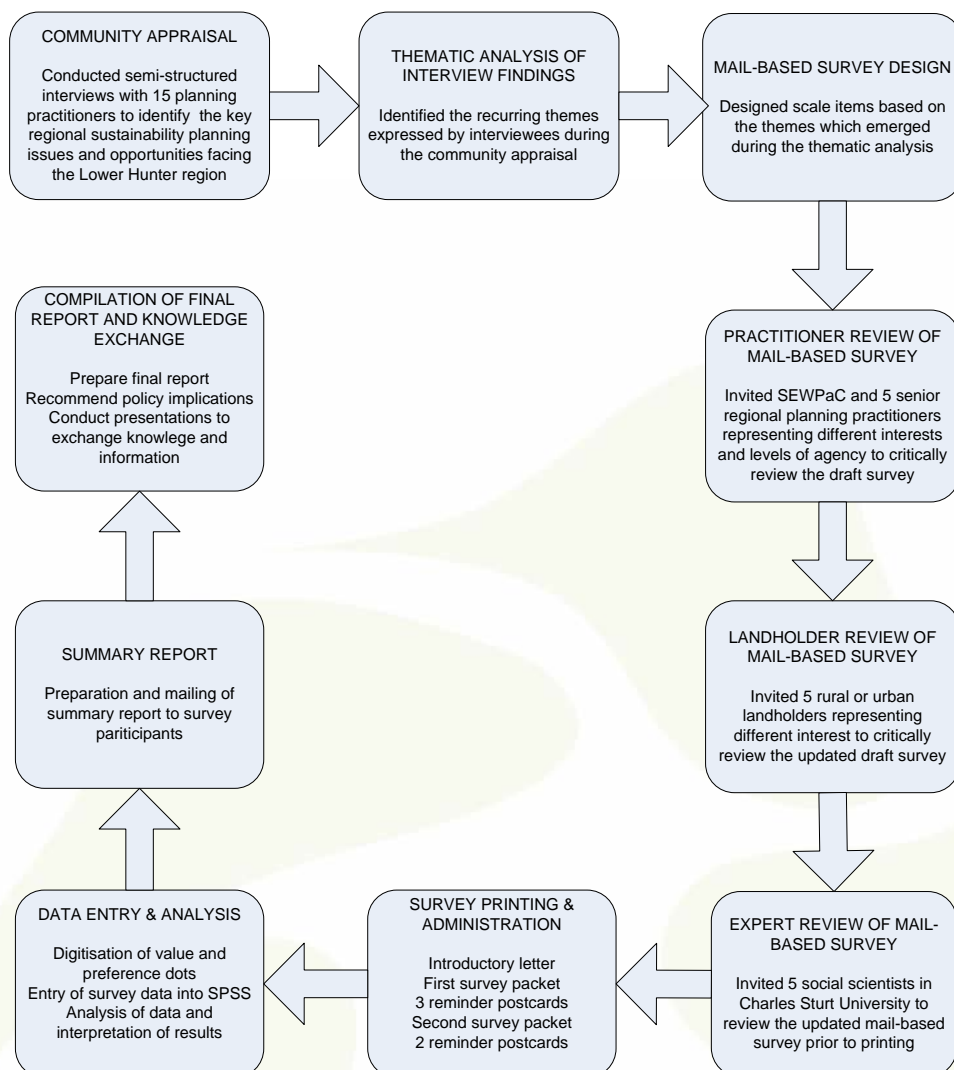 COMMUNITY APPRAISAL
Conducted semi-structured
interviews with 15 planning
practitioners to identify the key
regional sustainability planning
issues and opportunities facing
the Lower Hunter region
THEMATIC ANALYSIS OF
INTERVIEW FINDINGS
Identified the recurring themes
expressed by interviewees during
the community appraisal
MAIL-BASED SURVEY DESIGN
Designed scale items based on
the themes which emerged
during the thematic analysis
PRACTITIONER REVIEW OF
MAIL-BASED SURVEY
Invited SEWPaC and 5 senior
regional planning practitioners
representing different interests
and levels of agency to critically
review the draft survey
LANDHOLDER REVIEW OF
MAIL-BASED SURVEY
Invited 5 rural or urban
landholders representing
different interest to critically
review the updated draft survey
EXPERT REVIEW OF MAIL-
BASED SURVEY
Invited 5 social scientists in
Charles Sturt University to
review the updated mail-based
survey prior to printing
SURVEY PRINTING &
ADMINISTRATION
Introductory letter
First survey packet
3 reminder postcards
Second survey packet
2 reminder postcards
DATA ENTRY & ANALYSIS
Digitisation of value and
preference dots
Entry of survey data into SPSS
Analysis of data and
interpretation of results
SUMMARY REPORT
Preparation and mailing of
summary report to survey
pariticipants
COMPILATION OF FINAL
REPORT AND KNOWLEDGE
EXCHANGE
Prepare final report
Recommend policy implications
Conduct presentations to
exchange knowlege and
information